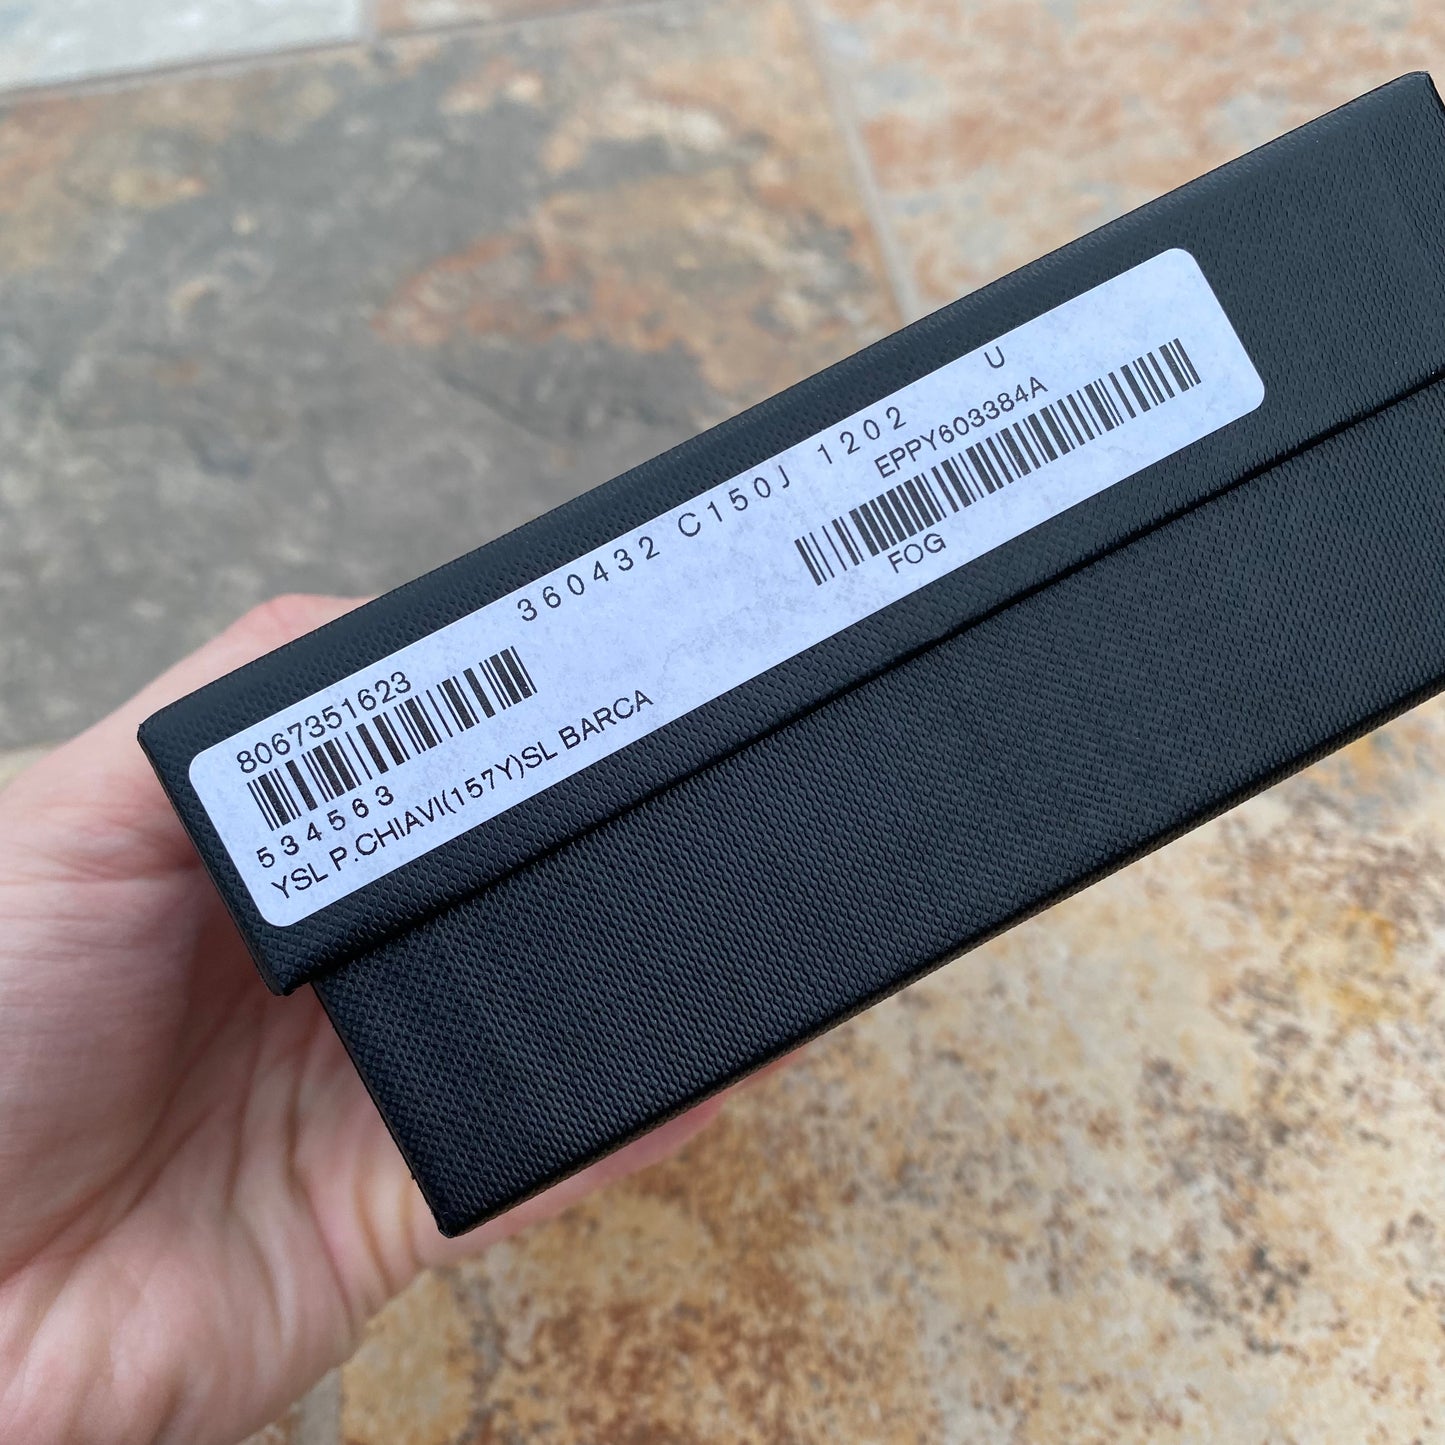 360432 C150J 1202 U
8067351623
EPPY603384A
534563
FOG
YSL P.CHIAVI(157Y)SL BARCA